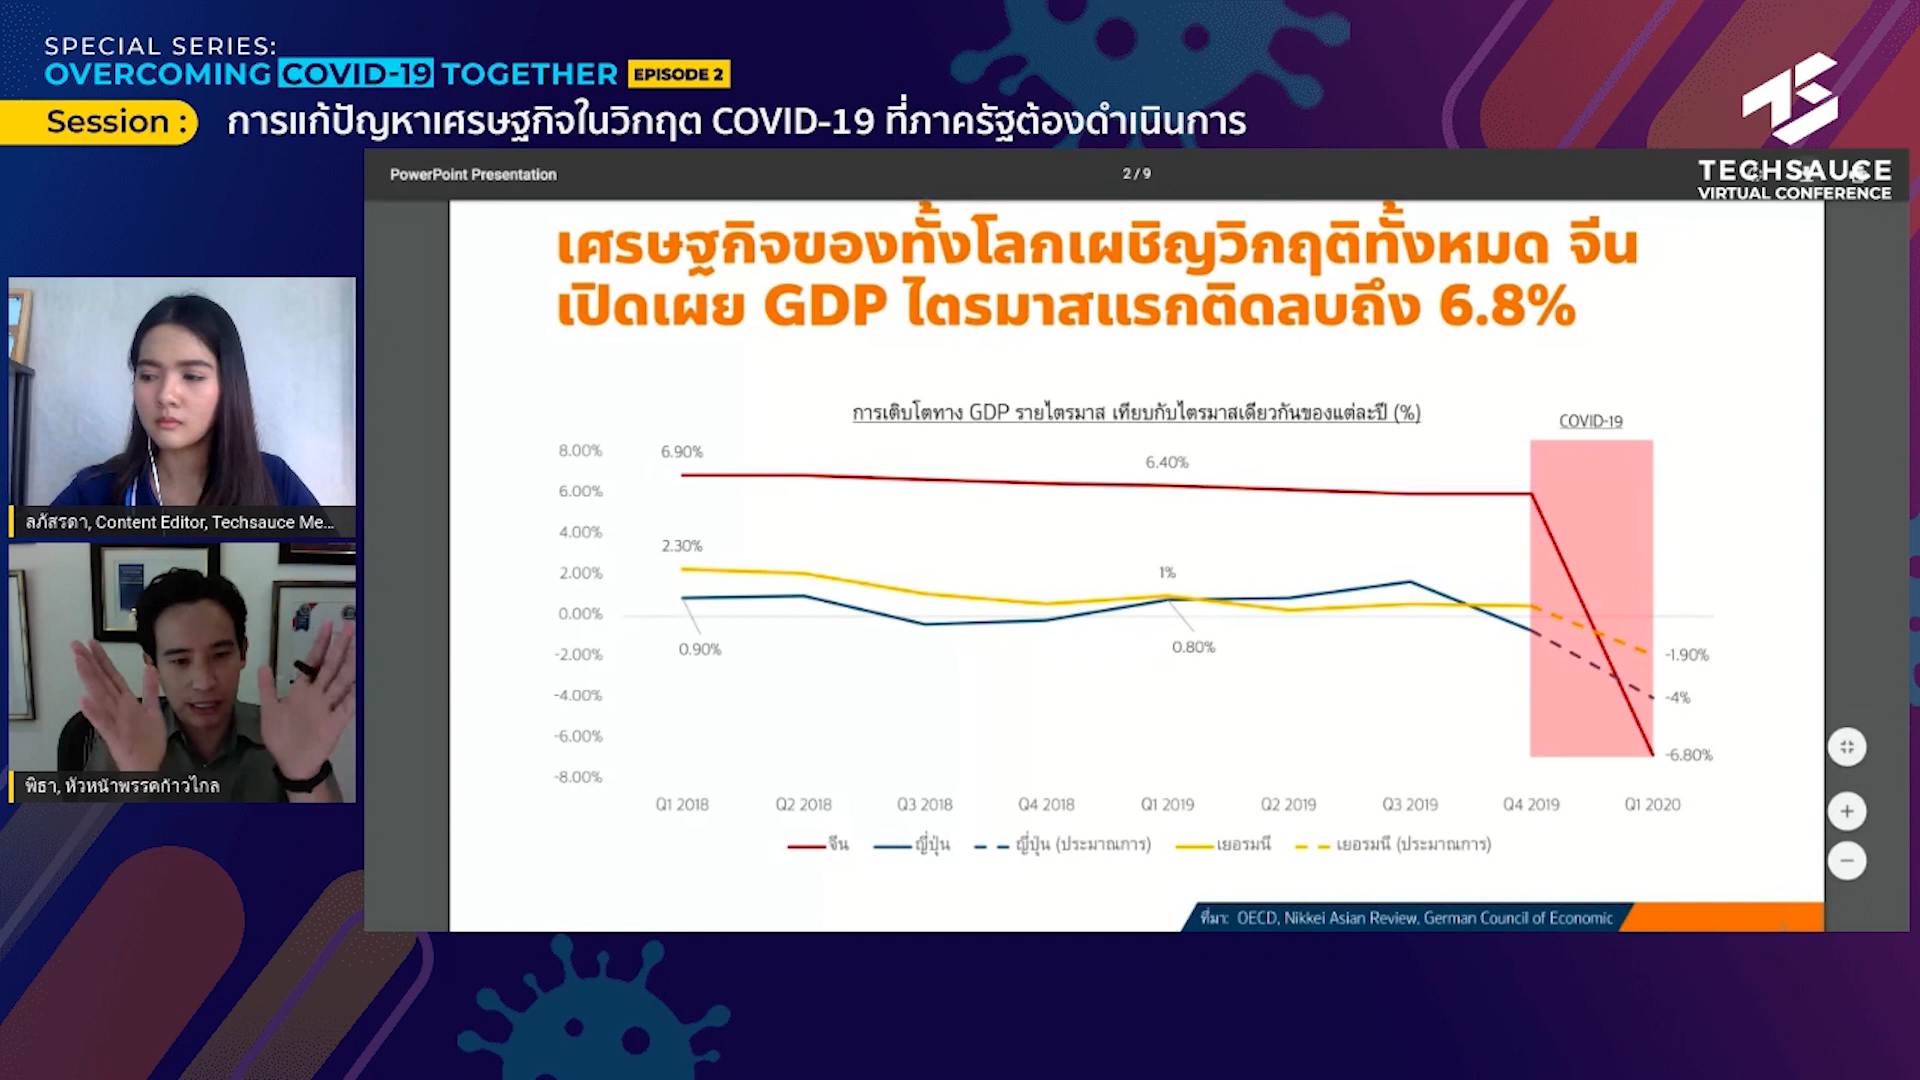 SPECIAL SERIES:
OVERCOMING COVID-19 TOGETHER EPISODE 2
Session : การแก้ปัญหาเศรษฐกิจในวิกฤต COVID-19 ที่ภาครัฐต้องดำเนินการ
TECHSAUCE
VIRTUAL CONFERENCE
PowerPoint Presentation
2 / 9
เศรษฐกิจของทั้งโลกเผชิญวิกฤติทั้งหมด จีน
เปิดเผย GDP ไตรมาสแรกติดลบถึง 6.8%
การเติบโตทาง GDP รายไตรมาส เทียบกับไตรมาสเดียวกันของแต่ละปี (%)
COVID-19
8.00%
6.00%
4.00%
2.00%
0.00%
-2.00%
-4.00%
-6.00%
-8.00%
6.90%
6.40%
2.30%
1%
0.90%
0.80%
-1.90%
-4%
-6.80%
Q1 2018 Q2 2018 Q3 2018 Q4 2018 Q1 2019 Q2 2019 Q3 2019 Q4 2019 Q1 2020
จีน ญี่ปุ่น ญี่ปุ่น (ประมาณการ) เยอรมนี เยอรมนี (ประมาณการ)
ที่มา: OECD, Nikkei Asian Review, German Council of Economic
ลภัสรดา, Content Editor, Techsauce Me...
พิธา, หัวหน้าพรรคก้าวไกล